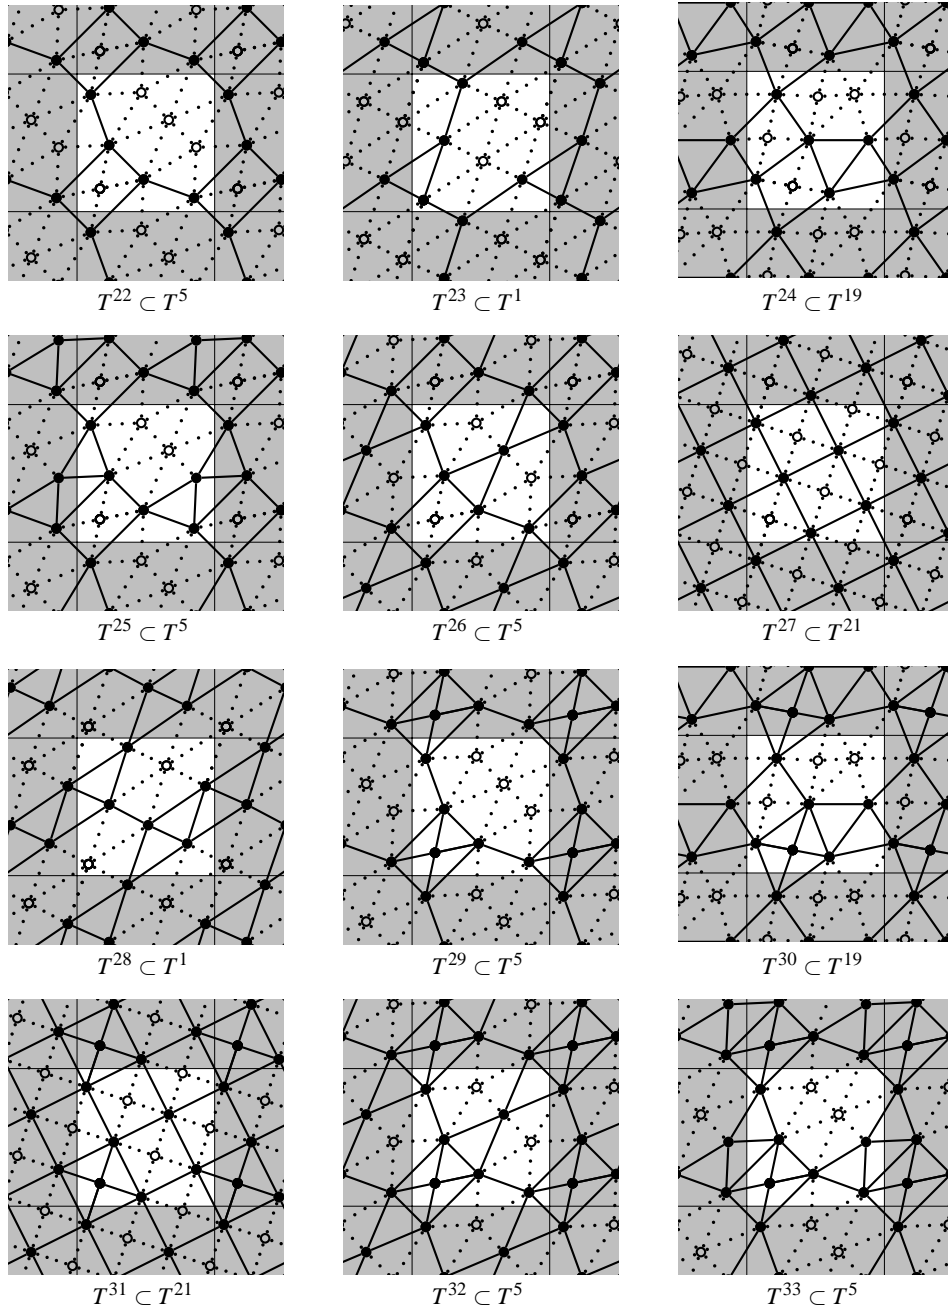 T^22 ⊂ T^5 T^23 ⊂ T^1 T^24 ⊂ T^19
T^25 ⊂ T^5 T^26 ⊂ T^5 T^27 ⊂ T^21
T^28 ⊂ T^1 T^29 ⊂ T^5 T^30 ⊂ T^19
T^31 ⊂ T^21 T^32 ⊂ T^5 T^33 ⊂ T^5